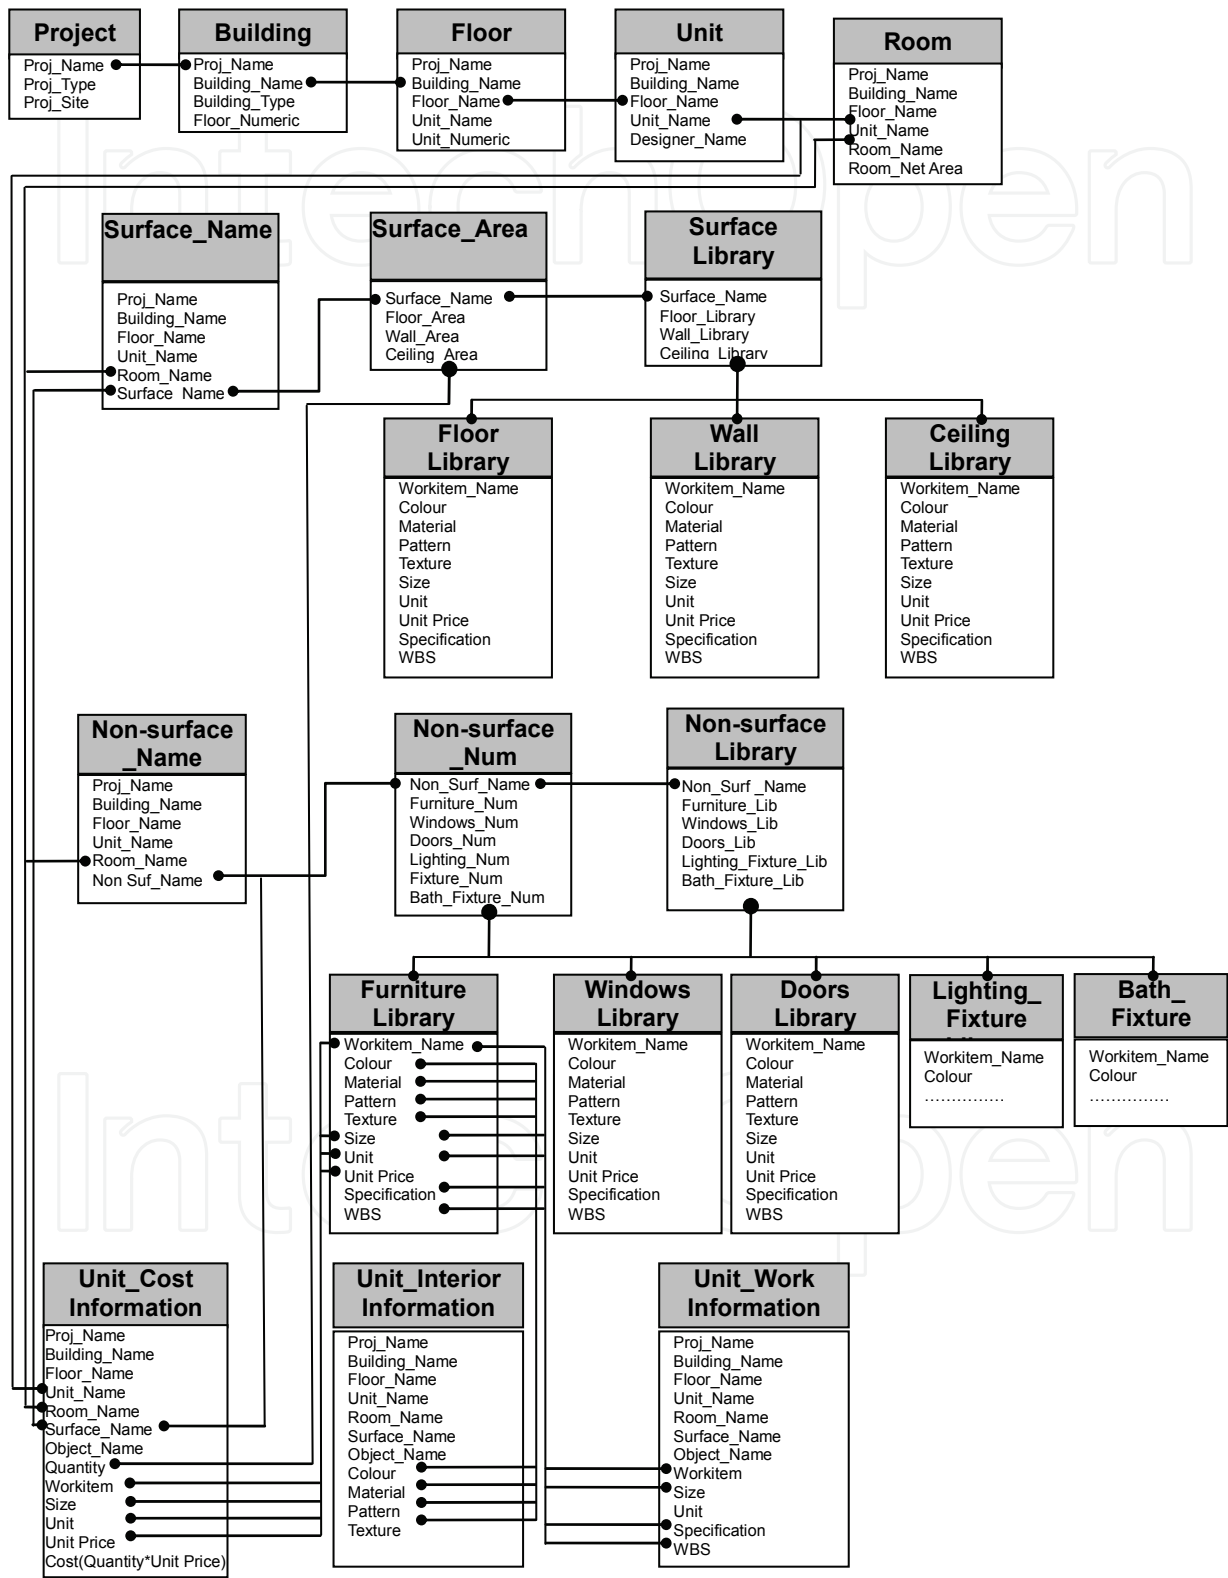 Project
Proj_Name
Proj_Type
Proj_Site
Building
Proj_Name
Building_Name
Building_Type
Floor_Numeric
Floor
Proj_Name
Building_Name
Floor_Name
Unit_Name
Unit_Numeric
Unit
Proj_Name
Building_Name
Floor_Name
Unit_Name
Designer_Name
Room
Proj_Name
Building_Name
Floor_Name
Unit_Name
Room_Name
Room_Net Area
IntechOpen
Surface_Name
Proj_Name
Building_Name
Floor_Name
Unit_Name
Room_Name
Surface_Name
Surface_Area
Surface_Name
Floor_Area
Wall_Area
Ceiling_Area
Surface
Library
Surface_Name
Floor_Library
Wall_Library
Ceiling_Library
Floor
Library
Workitem_Name
Colour
Material
Pattern
Texture
Size
Unit
Unit Price
Specification
WBS
Wall
Library
Workitem_Name
Colour
Material
Pattern
Texture
Size
Unit
Unit Price
Specification
WBS
Ceiling
Library
Workitem_Name
Colour
Material
Pattern
Texture
Size
Unit
Unit Price
Specification
WBS
Non-surface
_Name
Proj_Name
Building_Name
Floor_Name
Unit_Name
Room_Name
Non Suf_Name
Non-surface
_Num
Non_Surf_Name
Furniture_Num
Windows_Num
Doors_Num
Lighting_Num
Fixture_Num
Bath_Fixture_Num
Non-surface
Library
Non_Surf _Name
Furniture_Lib
Windows_Lib
Doors_Lib
Lighting_Fixture_Lib
Bath_Fixture_Lib
Furniture
Library
Workitem_Name
Colour
Material
Pattern
Texture
Size
Unit
Unit Price
Specification
WBS
Windows
Library
Workitem_Name
Colour
Material
Pattern
Texture
Size
Unit
Unit Price
Specification
WBS
Doors
Library
Workitem_Name
Colour
Material
Pattern
Texture
Size
Unit
Unit Price
Specification
WBS
Lighting_
Fixture
Workitem_Name
Colour
……………
Bath_
Fixture
Workitem_Name
Colour
……………
IntechOpen
Unit_Cost
Information
Proj_Name
Building_Name
Floor_Name
Unit_Name
Room_Name
Surface_Name
Object_Name
Quantity
Workitem
Size
Unit
Unit Price
Cost(Quantity*Unit Price)
Unit_Interior
Information
Proj_Name
Building_Name
Floor_Name
Unit_Name
Room_Name
Surface_Name
Object_Name
Colour
Material
Pattern
Texture
Unit_Work
Information
Proj_Name
Building_Name
Floor_Name
Unit_Name
Room_Name
Surface_Name
Object_Name
Workitem
Size
Unit
Specification
WBS